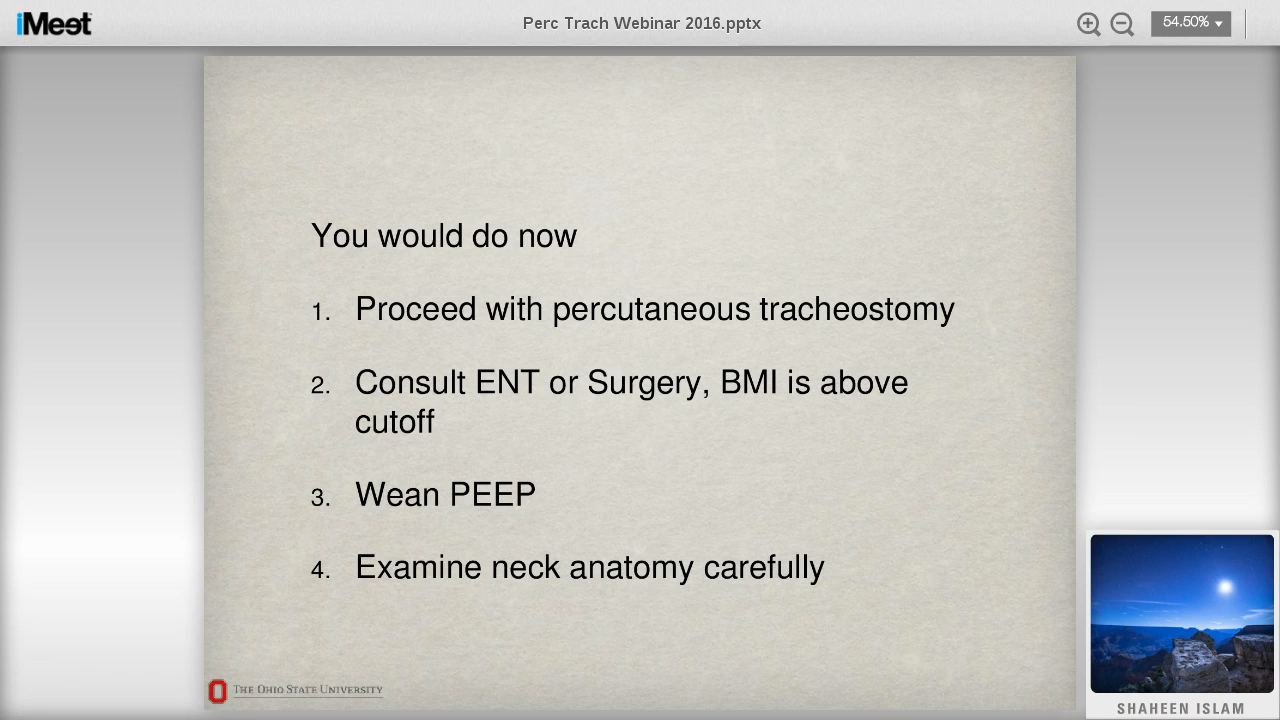 iMeet
Perc Trach Webinar 2016.pptx
54.50%
You would do now
1. Proceed with percutaneous tracheostomy
2. Consult ENT or Surgery, BMI is above
cutoff
3. Wean PEEP
4. Examine neck anatomy carefully
THE OHIO STATE UNIVERSITY
SHAHEEN ISLAM